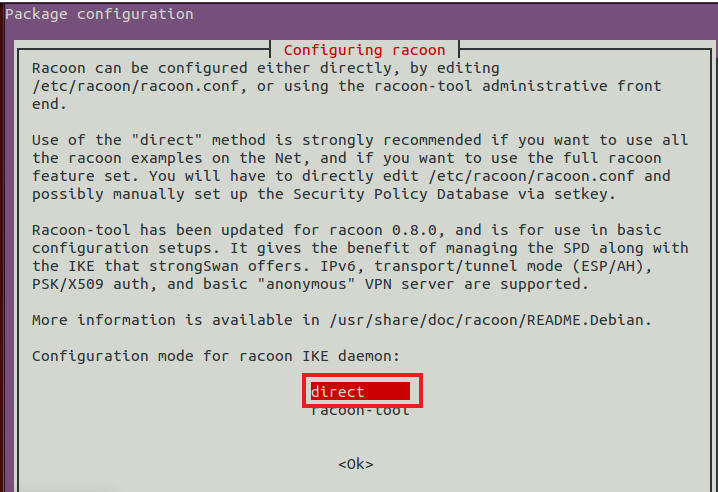 Package configuration
Configuring racoon
Racoon can be configured either directly, by editing
/etc/racoon/racoon.conf, or using the racoon-tool administrative front
end.
Use of the "direct" method is strongly recommended if you want to use all
the racoon examples on the Net, and if you want to use the full racoon
feature set. You will have to directly edit /etc/racoon/racoon.conf and
possibly manually set up the Security Policy Database via setkey.
Racoon-tool has been updated for racoon 0.8.0, and is for use in basic
configuration setups. It gives the benefit of managing the SPD along with
the IKE that strongSwan offers. IPv6, transport/tunnel mode (ESP/AH),
PSK/X509 auth, and basic "anonymous" VPN server are supported.
More information is available in /usr/share/doc/racoon/README.Debian.
Configuration mode for racoon IKE daemon:
direct
racoon-tool
<Ok>